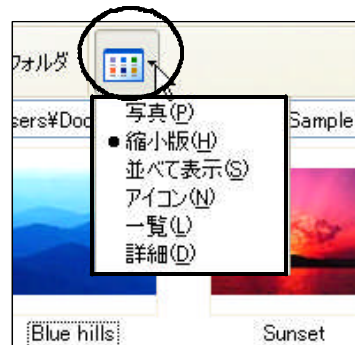 フォルダ
sers¥Doc
Sample
写真(P)
●縮小版(H)
並べて表示(S)
アイコン(N)
一覧(L)
詳細(D)
Blue hills
Sunset